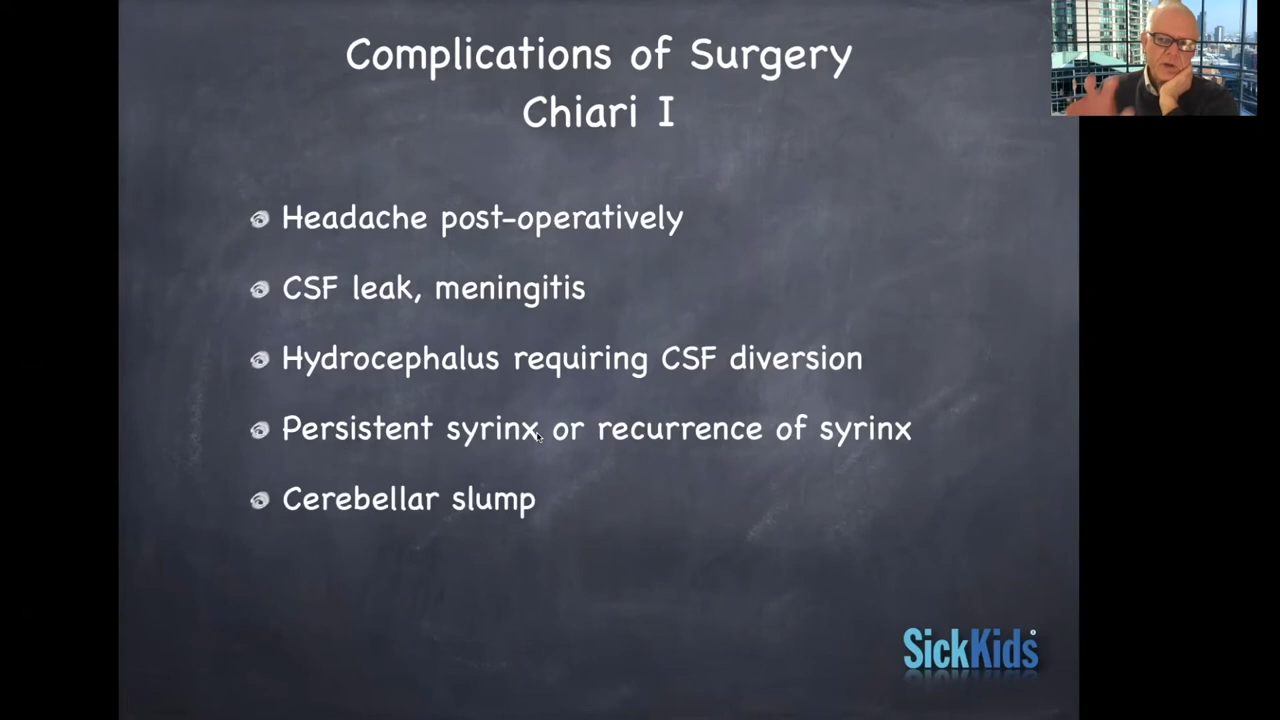 Complications of Surgery
Chiari I
Headache post-operatively
CSF leak, meningitis
Hydrocephalus requiring CSF diversion
Persistent syrinx or recurrence of syrinx
Cerebellar slump
SickKids®